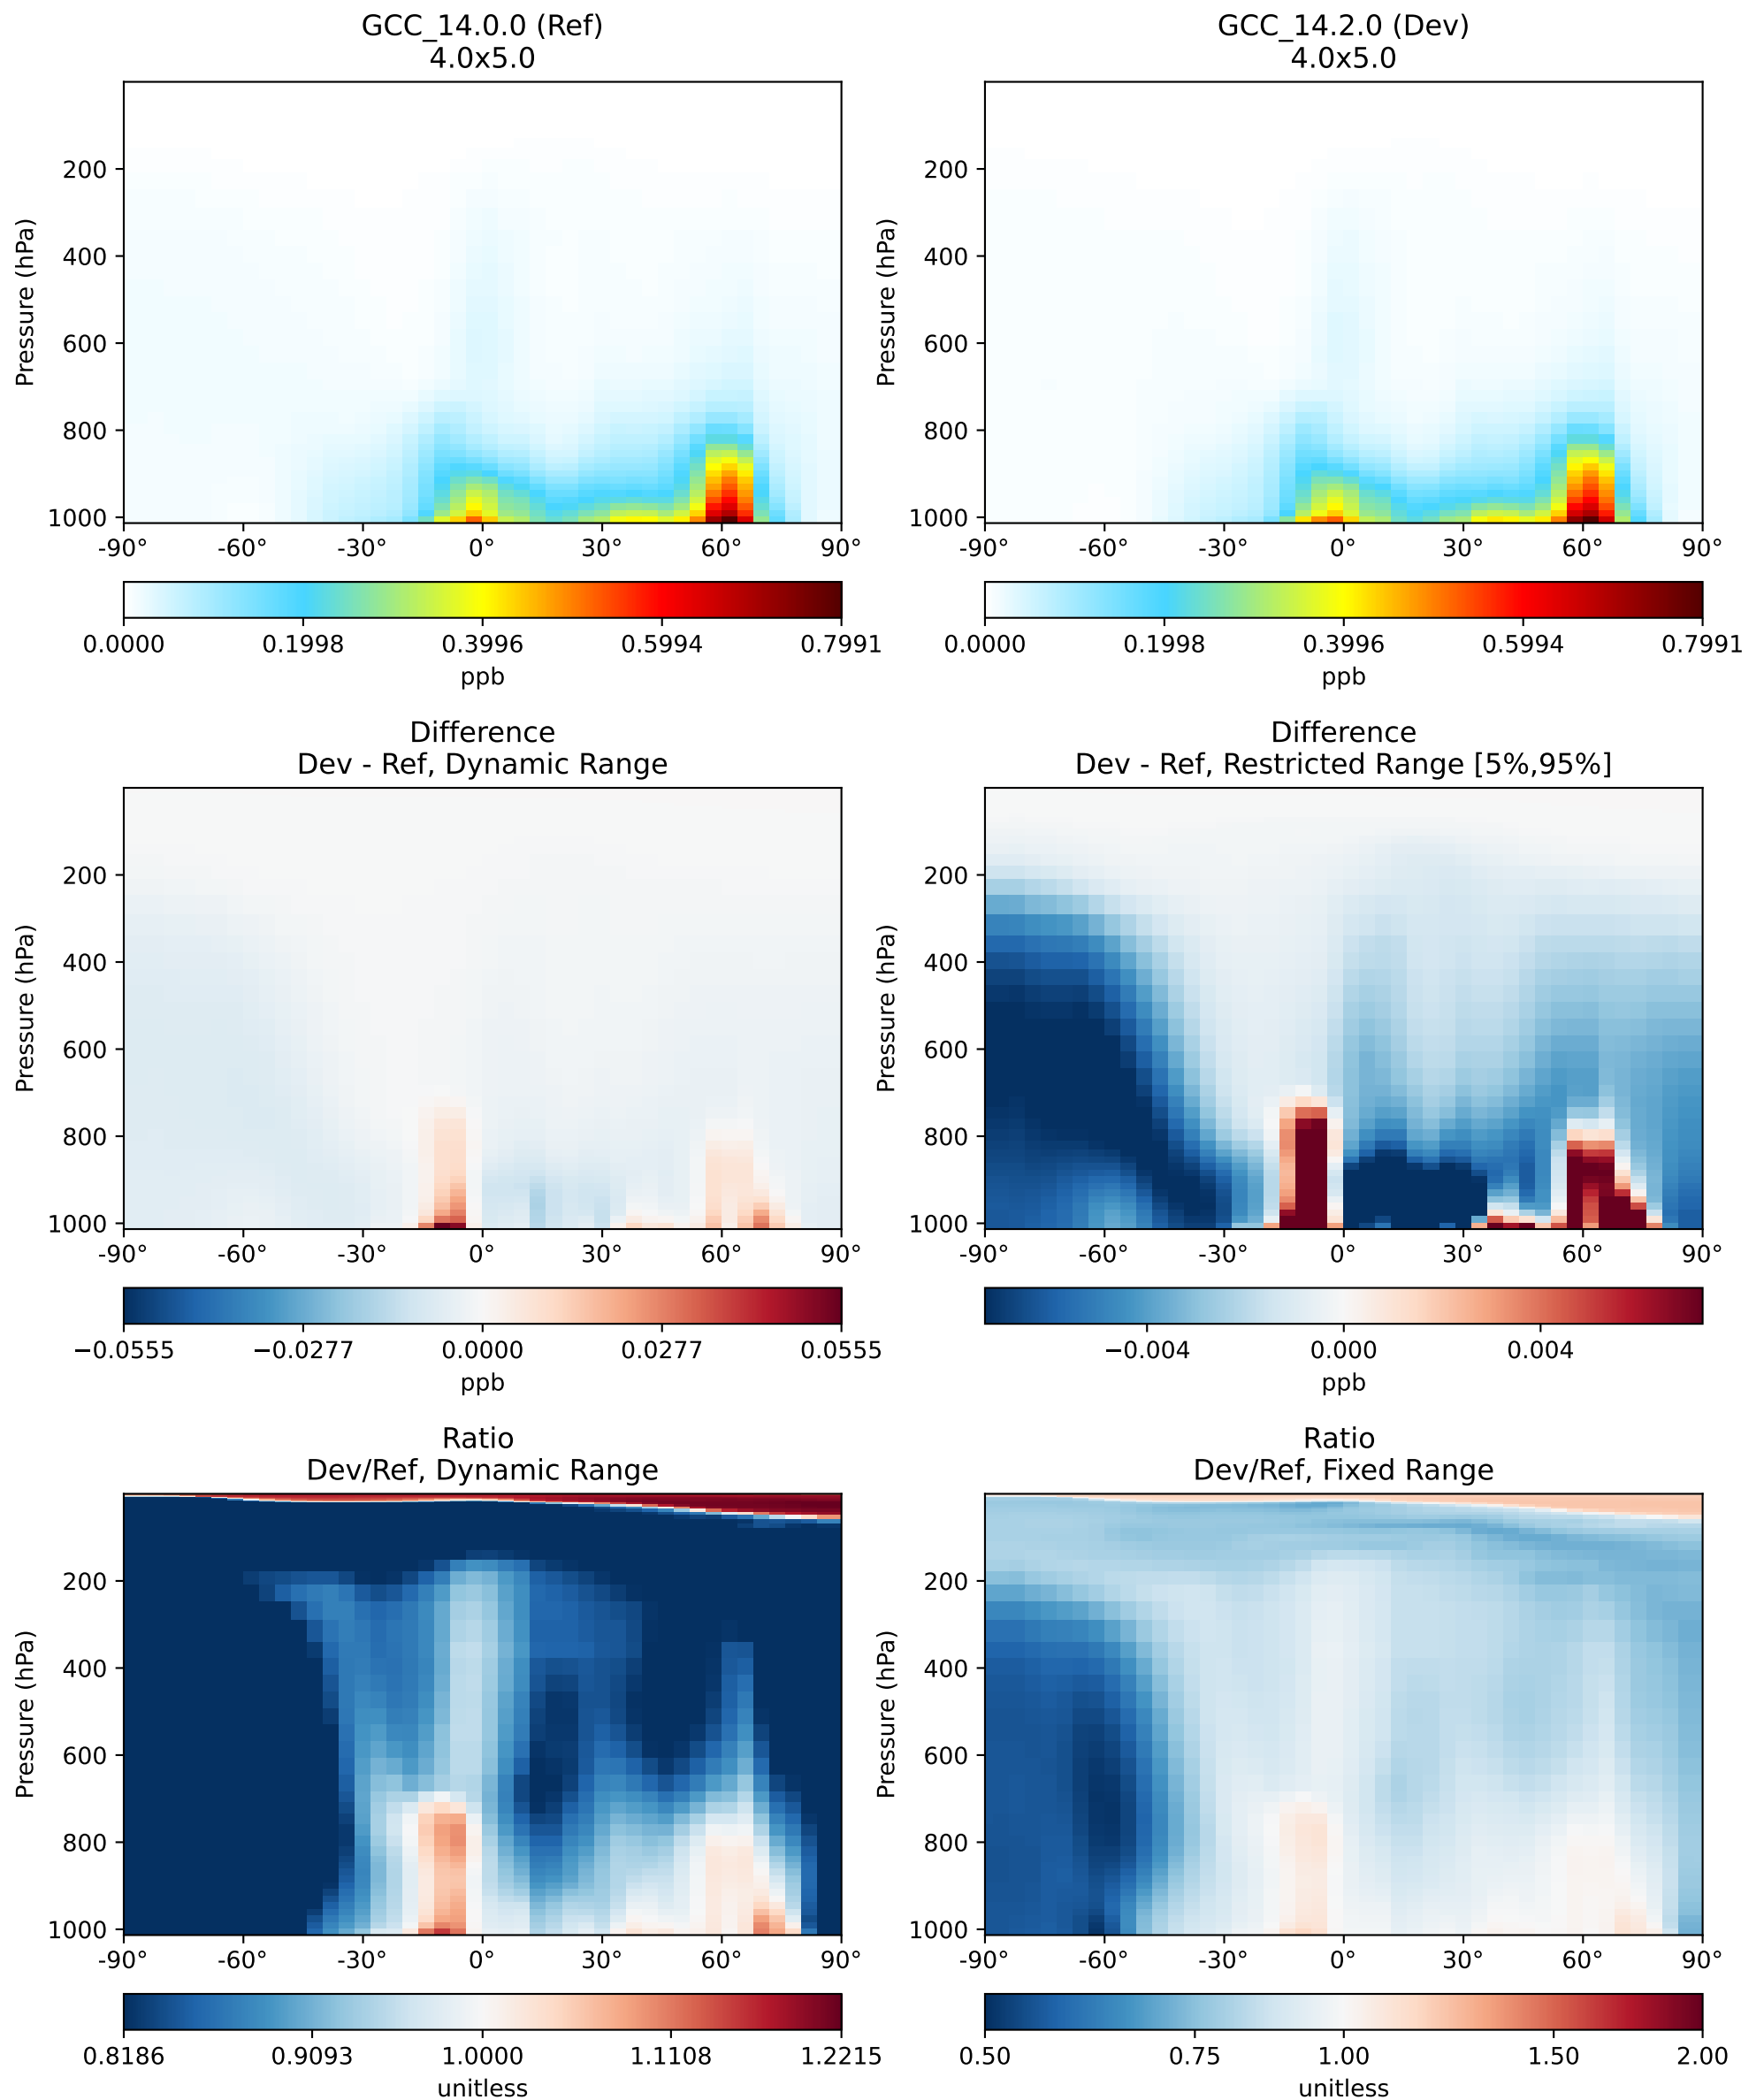 GCC_14.0.0 (Ref)
4.0x5.0
Pressure (hPa)
200
400
600
800
1000
-90° -60° -30° 0° 30° 60° 90°
0.0000 0.1998 0.3996 0.5994 0.7991
ppb
GCC_14.2.0 (Dev)
4.0x5.0
Pressure (hPa)
200
400
600
800
1000
-90° -60° -30° 0° 30° 60° 90°
0.0000 0.1998 0.3996 0.5994 0.7991
ppb
Difference
Dev - Ref, Dynamic Range
Pressure (hPa)
200
400
600
800
1000
-90° -60° -30° 0° 30° 60° 90°
−0.0555 −0.0277 0.0000 0.0277 0.0555
ppb
Difference
Dev - Ref, Restricted Range [5%,95%]
Pressure (hPa)
200
400
600
800
1000
-90° -60° -30° 0° 30° 60° 90°
−0.004 0.000 0.004
ppb
Ratio
Dev/Ref, Dynamic Range
Pressure (hPa)
200
400
600
800
1000
-90° -60° -30° 0° 30° 60° 90°
0.8186 0.9093 1.0000 1.1108 1.2215
unitless
Ratio
Dev/Ref, Fixed Range
Pressure (hPa)
200
400
600
800
1000
-90° -60° -30° 0° 30° 60° 90°
0.50 0.75 1.00 1.50 2.00
unitless